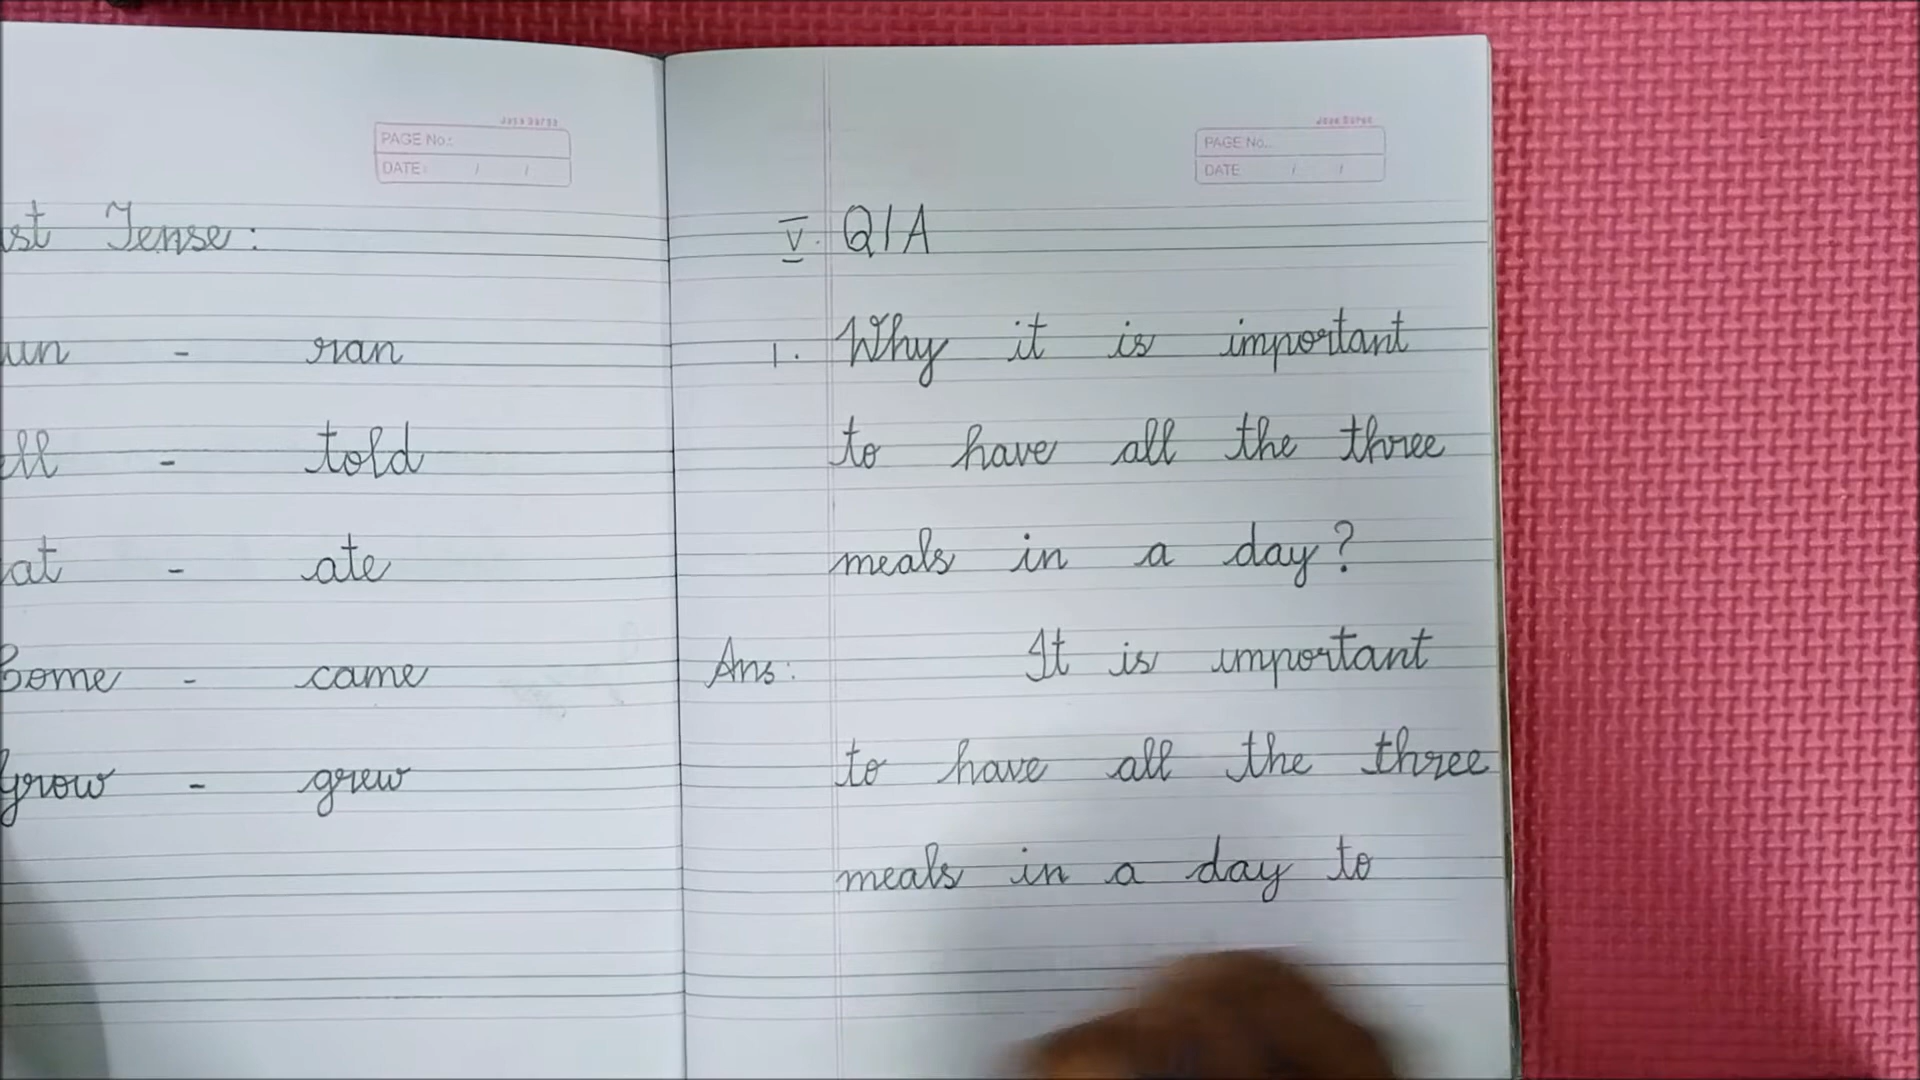 PAGE No.:
DATE: / /
Tense:
- ran
- told
- ate
Come - came
Grow - grew
PAGE No.:
DATE / /
V. Q/A
1. Why it is important
to have all the three
meals in a day?
Ans: It is important
to have all the three
meals in a day to